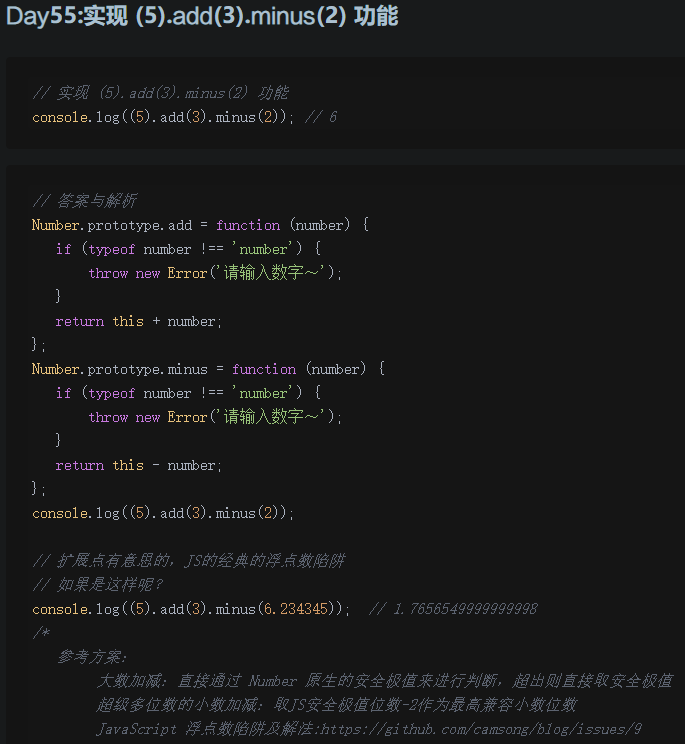 Day55:实现 (5).add(3).minus(2) 功能
// 实现 (5).add(3).minus(2) 功能
console.log((5).add(3).minus(2)); // 6
// 答案与解析
Number.prototype.add = function (number) {
if (typeof number !== 'number') {
throw new Error('请输入数字～');
}
return this + number;
};
Number.prototype.minus = function (number) {
if (typeof number !== 'number') {
throw new Error('请输入数字～');
}
return this - number;
};
console.log((5).add(3).minus(2));
// 扩展点有意思的，JS的经典的浮点数陷阱
// 如果是这样呢？
console.log((5).add(3).minus(6.234345)); // 1.7656549999999998
/*
参考方案:
大数加减: 直接通过 Number 原生的安全极值来进行判断，超出则直接取安全极值
超级多位数的小数加减: 取JS安全极值位数-2作为最高兼容小数位数
JavaScript 浮点数陷阱及解法:https://github.com/camsong/blog/issues/9